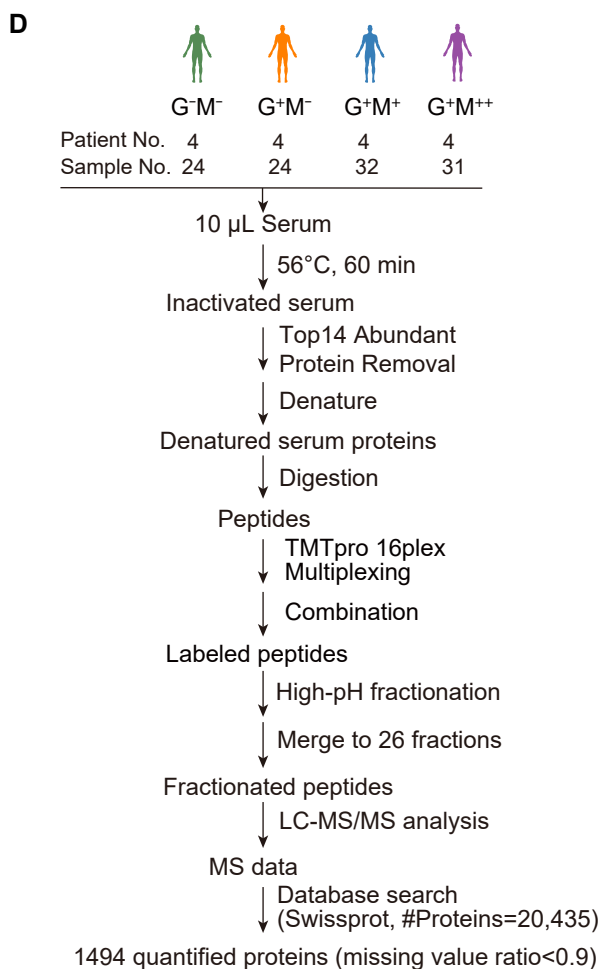 D
G⁻M⁻ G⁺M⁻ G⁺M⁺ G⁺M⁺⁺
Patient No. 4 4 4 4
Sample No. 24 24 32 31
10 µL Serum
56°C, 60 min
Inactivated serum
Top14 Abundant
Protein Removal
Denature
Denatured serum proteins
Digestion
Peptides
TMTpro 16plex
Multiplexing
Combination
Labeled peptides
High-pH fractionation
Merge to 26 fractions
Fractionated peptides
LC-MS/MS analysis
MS data
Database search
(Swissprot, #Proteins=20,435)
1494 quantified proteins (missing value ratio<0.9)